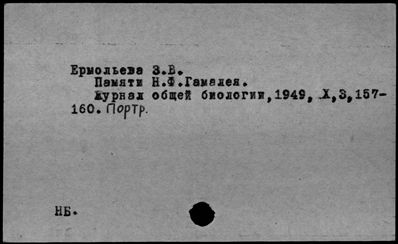 Ермольева З.В.
Памяти Н.Ф.Гамалея.
Журнал общей биологии,1949, X,3,157-
160. Портр.
НБ.